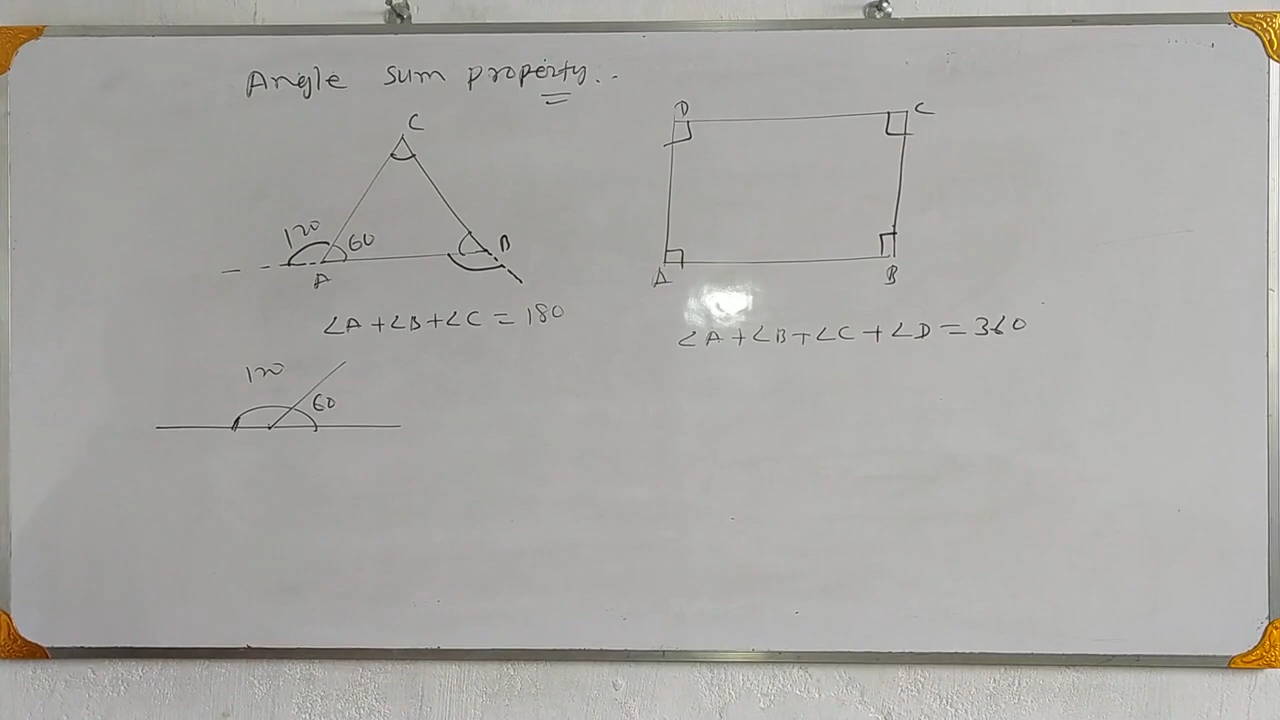 Angle sum property..
C
120
60
A
B
∠A+∠B+∠C=180
120
60
D
C
A
B
∠A+∠B+∠C+∠D=360